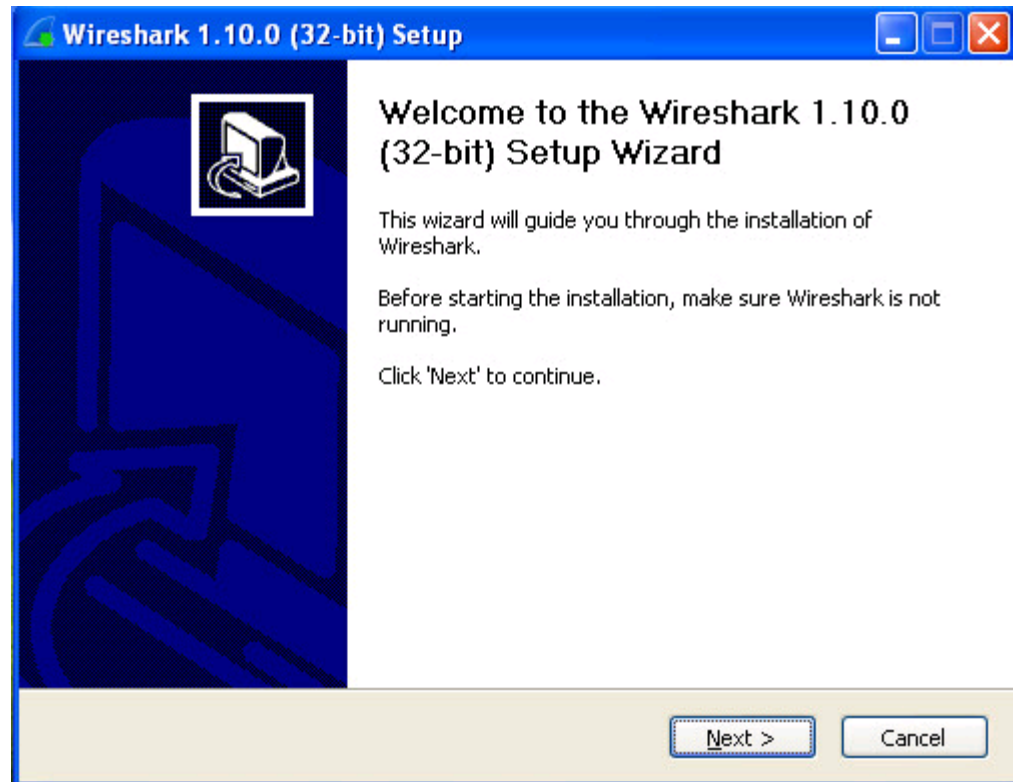 Wireshark 1.10.0 (32-bit) Setup
Welcome to the Wireshark 1.10.0
(32-bit) Setup Wizard
This wizard will guide you through the installation of
Wireshark.
Before starting the installation, make sure Wireshark is not
running.
Click 'Next' to continue.
Next >
Cancel